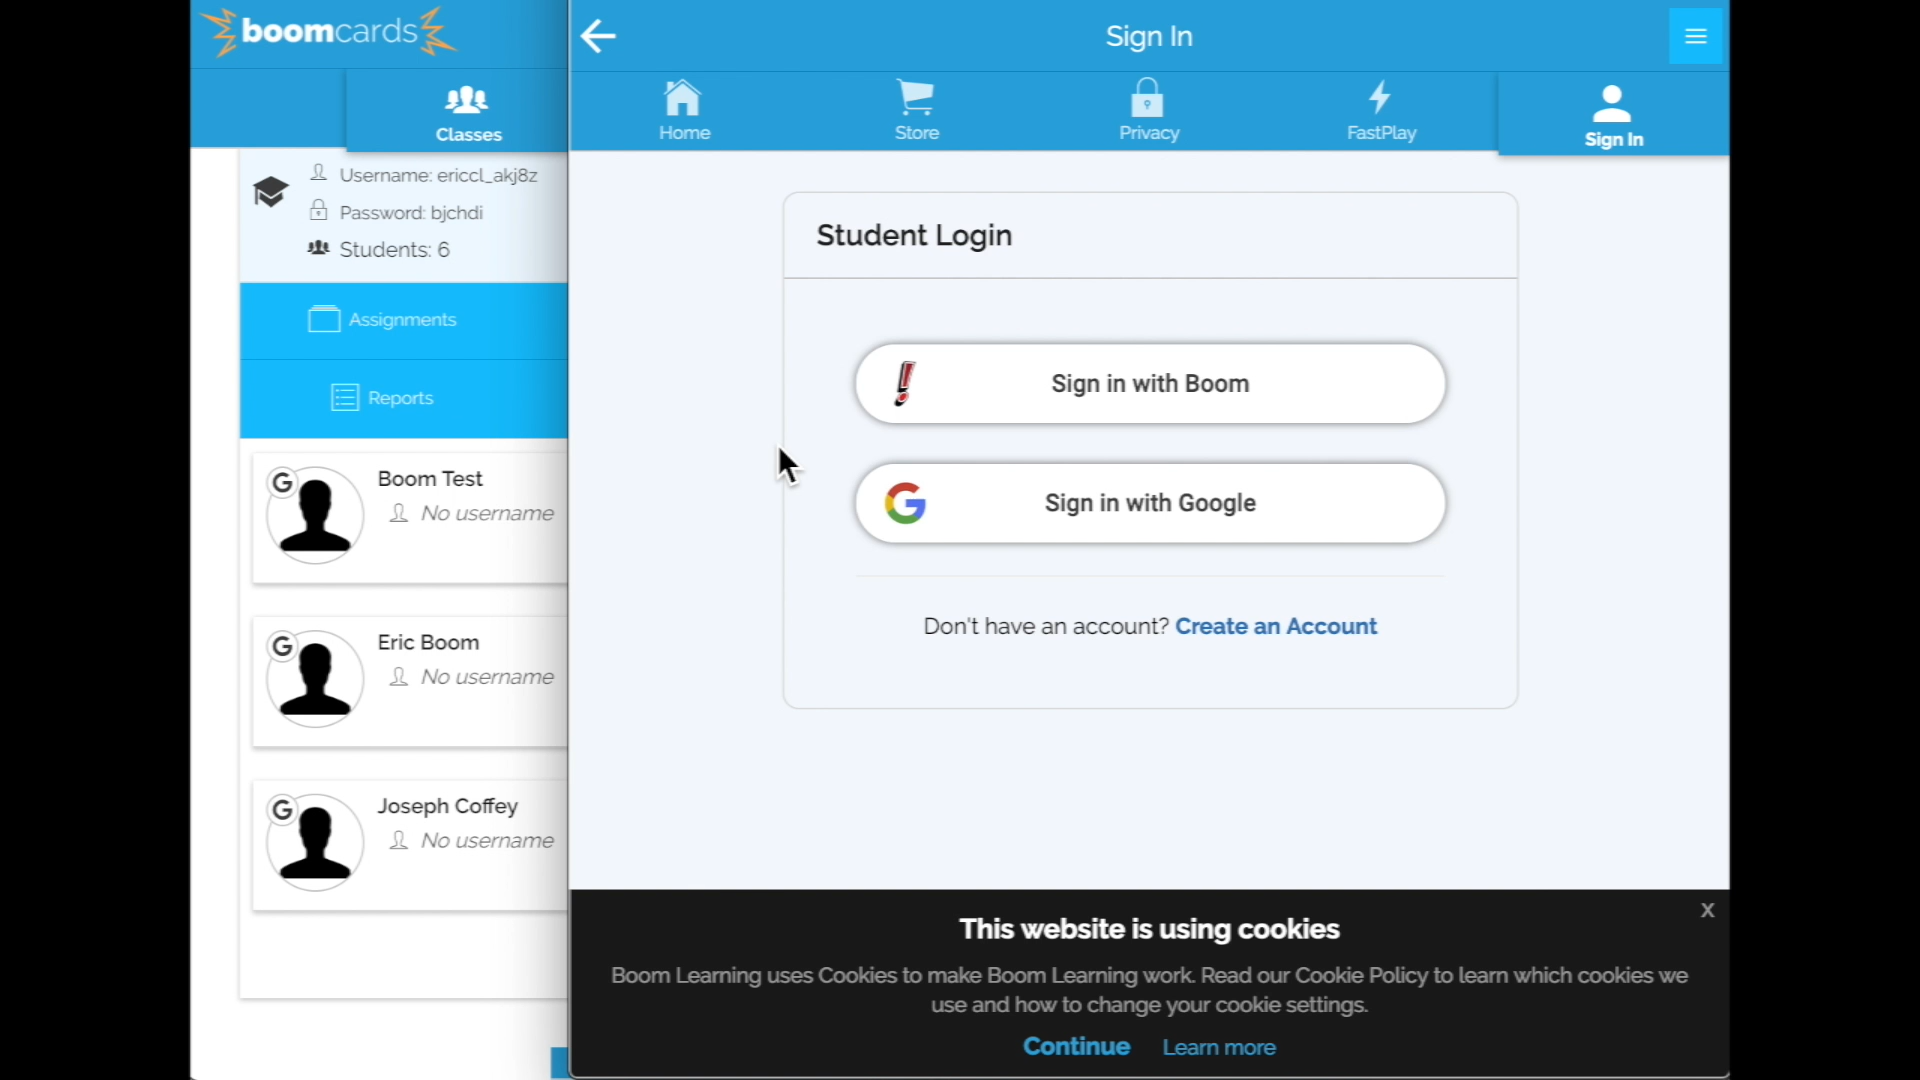 boomcards
Classes
Username: ericcl_akj8z
Password: bjchdi
Students: 6
Assignments
Reports
G
Boom Test
No username
G
Eric Boom
No username
G
Joseph Coffey
No username
Sign In
Home
Store
Privacy
FastPlay
Sign In
Student Login
Sign in with Boom
Sign in with Google
Don't have an account? Create an Account
X
This website is using cookies
Boom Learning uses Cookies to make Boom Learning work. Read our Cookie Policy to learn which cookies we
use and how to change your cookie settings.
Continue Learn more